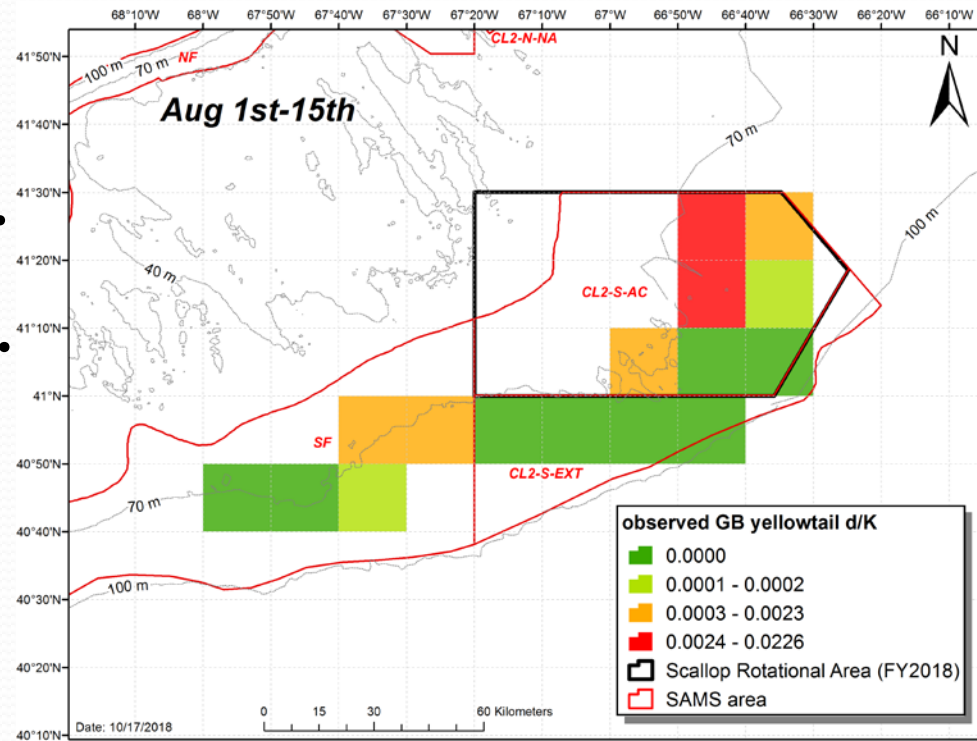 68°10'W 68°0'W 67°50'W 67°40'W 67°30'W 67°20'W 67°10'W 67°W 66°50'W 66°40'W 66°30'W 66°20'W 66°10'W
CL2-N-NA
N
41°50'N
NF
100 m
70 m
Aug 1st-15th
41°40'N
70 m
41°30'N
100 m
41°20'N
40 m
CL2-S-AC
41°10'N
41°N
SF
40°50'N
CL2-S-EXT
70 m
40°40'N
100 m
40°30'N
40°20'N
40°10'N
observed GB yellowtail d/K
0.0000
0.0001 - 0.0002
0.0003 - 0.0023
0.0024 - 0.0226
Scallop Rotational Area (FY2018)
SAMS area
0 15 30 60 Kilometers
Date: 10/17/2018